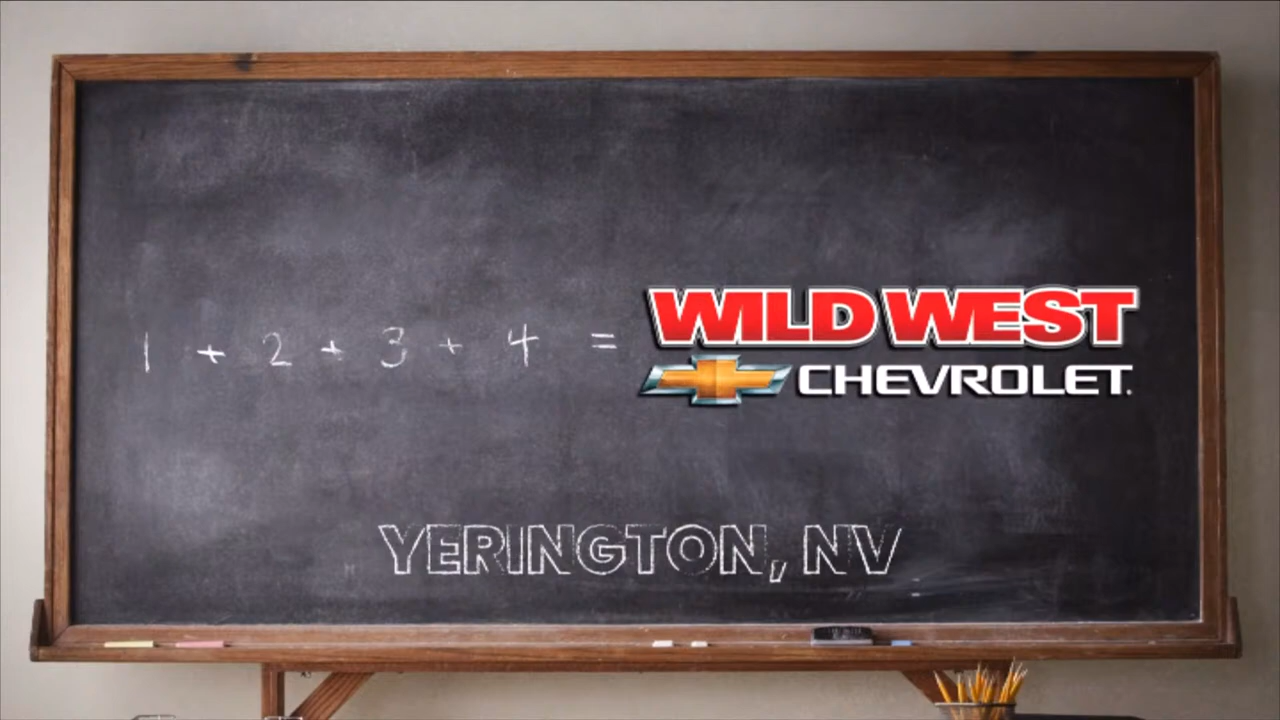 1 + 2 + 3 + 4 = WILD WEST
CHEVROLET.
YERINGTON, NV